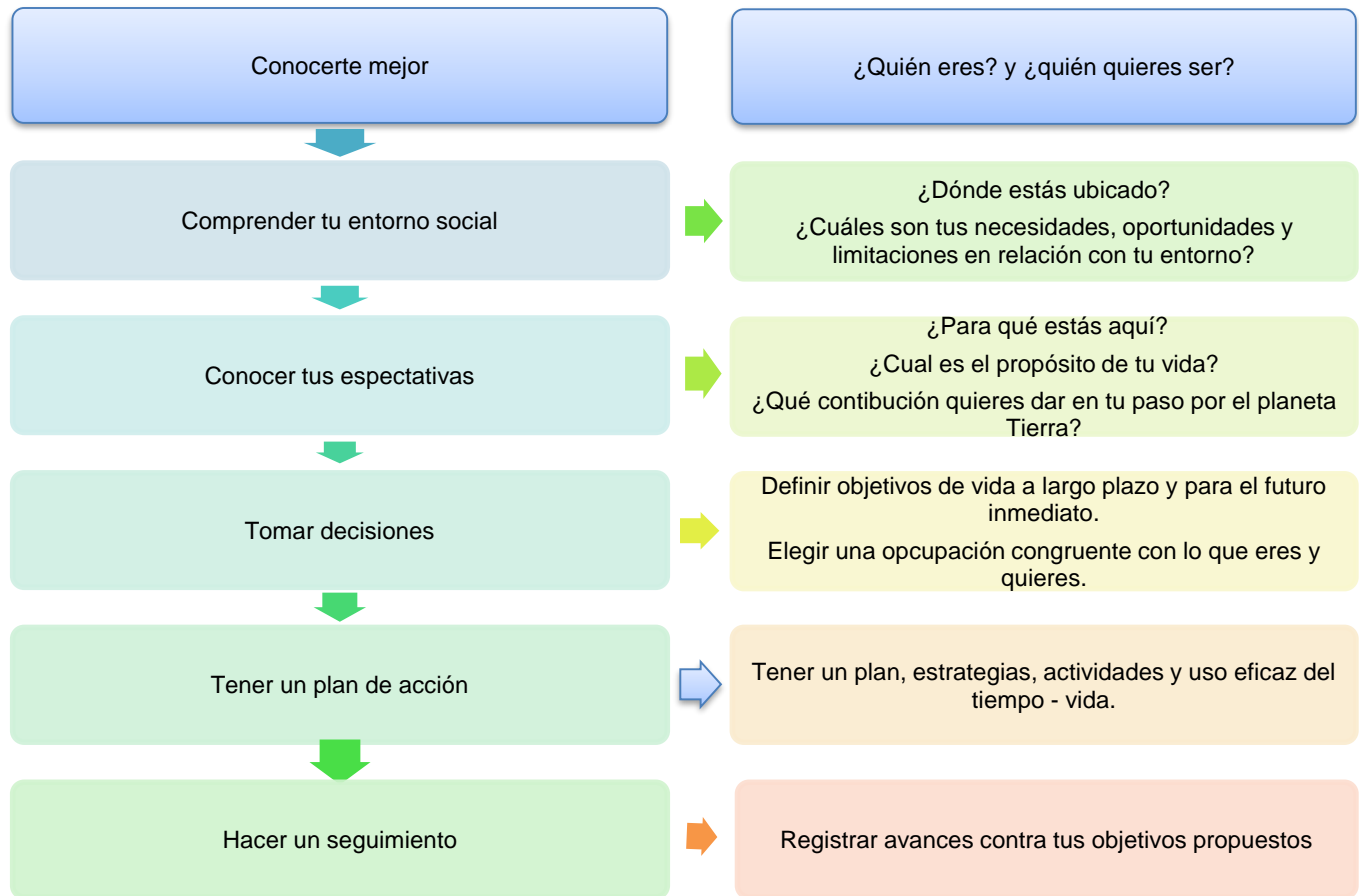 Conocerte mejor
¿Quién eres? y ¿quién quieres ser?
Comprender tu entorno social
¿Dónde estás ubicado?
¿Cuáles son tus necesidades, oportunidades y
limitaciones en relación con tu entorno?
Conocer tus espectativas
¿Para qué estás aquí?
¿Cual es el propósito de tu vida?
¿Qué contibución quieres dar en tu paso por el planeta
Tierra?
Tomar decisiones
Definir objetivos de vida a largo plazo y para el futuro
inmediato.
Elegir una opcupación congruente con lo que eres y
quieres.
Tener un plan de acción
Tener un plan, estrategias, actividades y uso eficaz del
tiempo - vida.
Hacer un seguimiento
Registrar avances contra tus objetivos propuestos